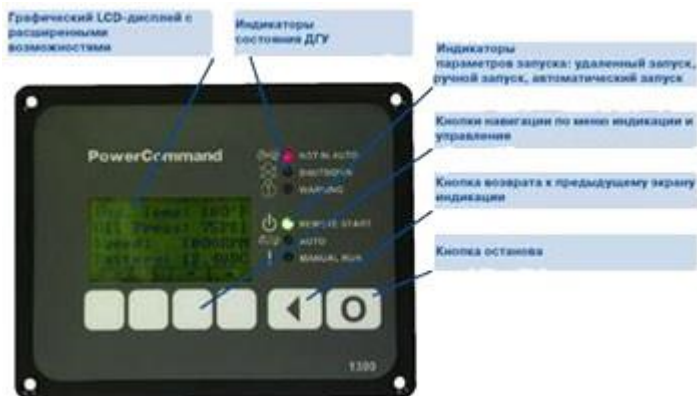 Графический LCD-дисплей с
расширенными
возможностями
Индикаторы
состояния ДГУ
Индикаторы
параметров запуска: удаленный запуск,
ручной запуск, автоматический запуск
Кнопки навигации по меню индикации и
управления
Кнопка возврата к предыдущему экрану
индикации
Кнопка останова
PowerCommand
NOT IN AUTO
SHUTDOWN
WARNING
REMOTE START
AUTO
MANUAL RUN
O
1300